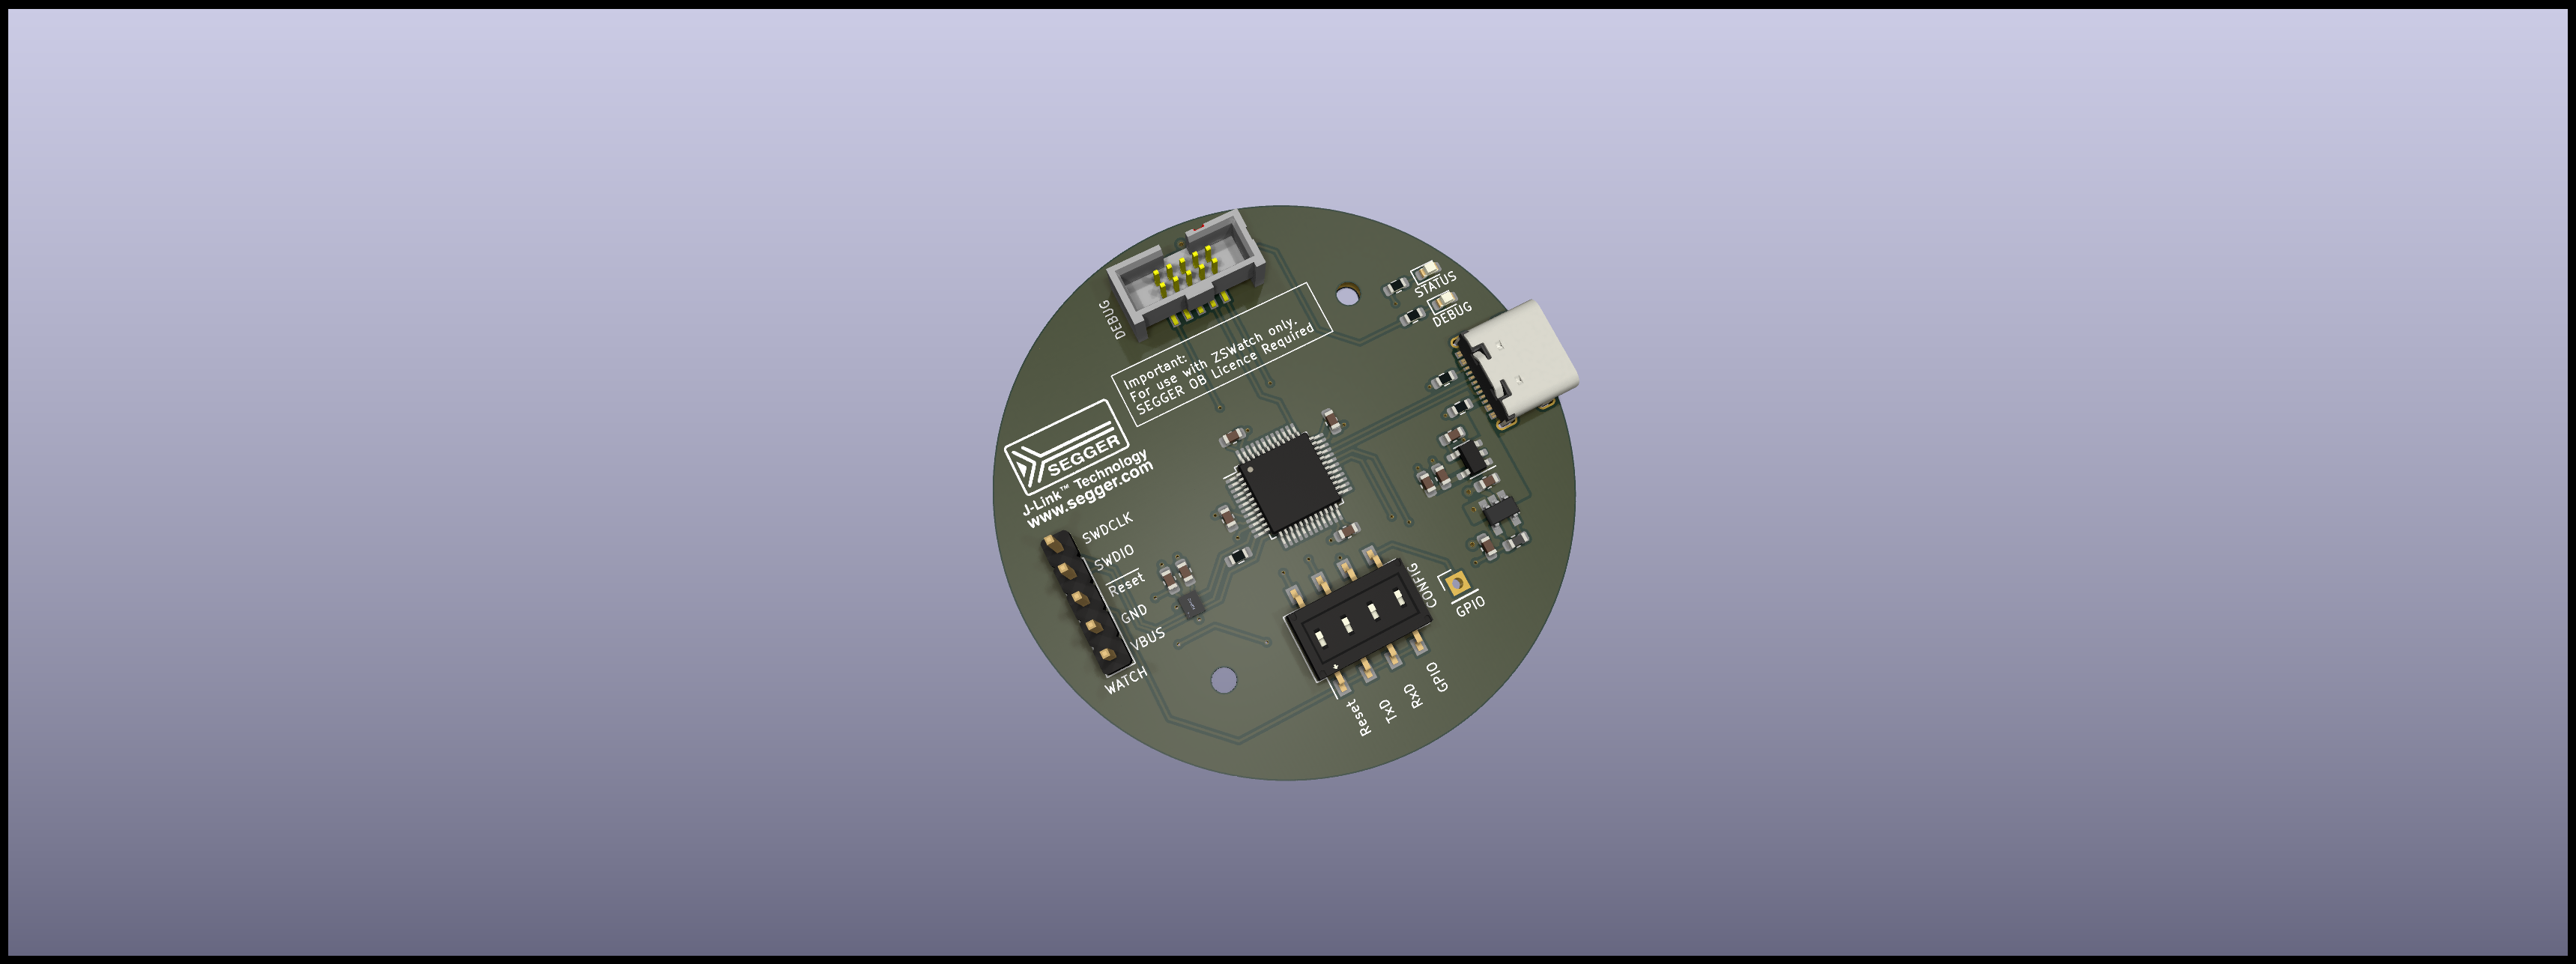 DEBUG
STATUS
DEBUG
Important:
For use with ZSWatch only.
SEGGER OB Licence Required
SEGGER
J-Link™ Technology
www.segger.com
SWDCLK
SWDIO
Reset
GND
VBUS
WATCH
CONFIG
GPIO
Reset
TxD
RxD
GPIO